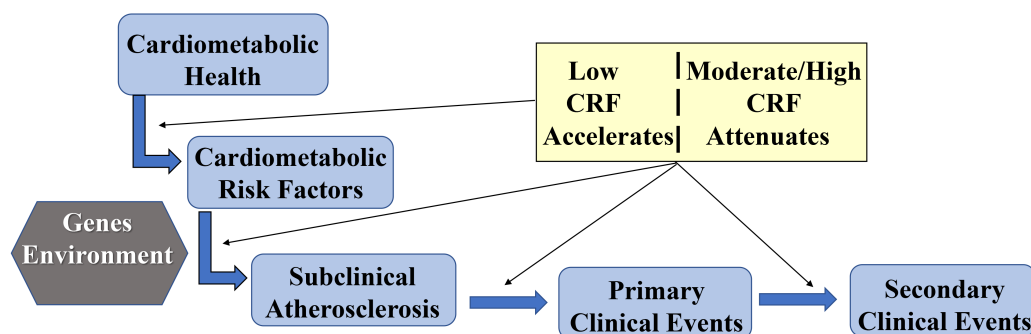 Cardiometabolic
Health
Low
CRF
Accelerates
Moderate/High
CRF
Attenuates
Cardiometabolic
Risk Factors
Genes
Environment
Subclinical
Atherosclerosis
Primary
Clinical Events
Secondary
Clinical Events